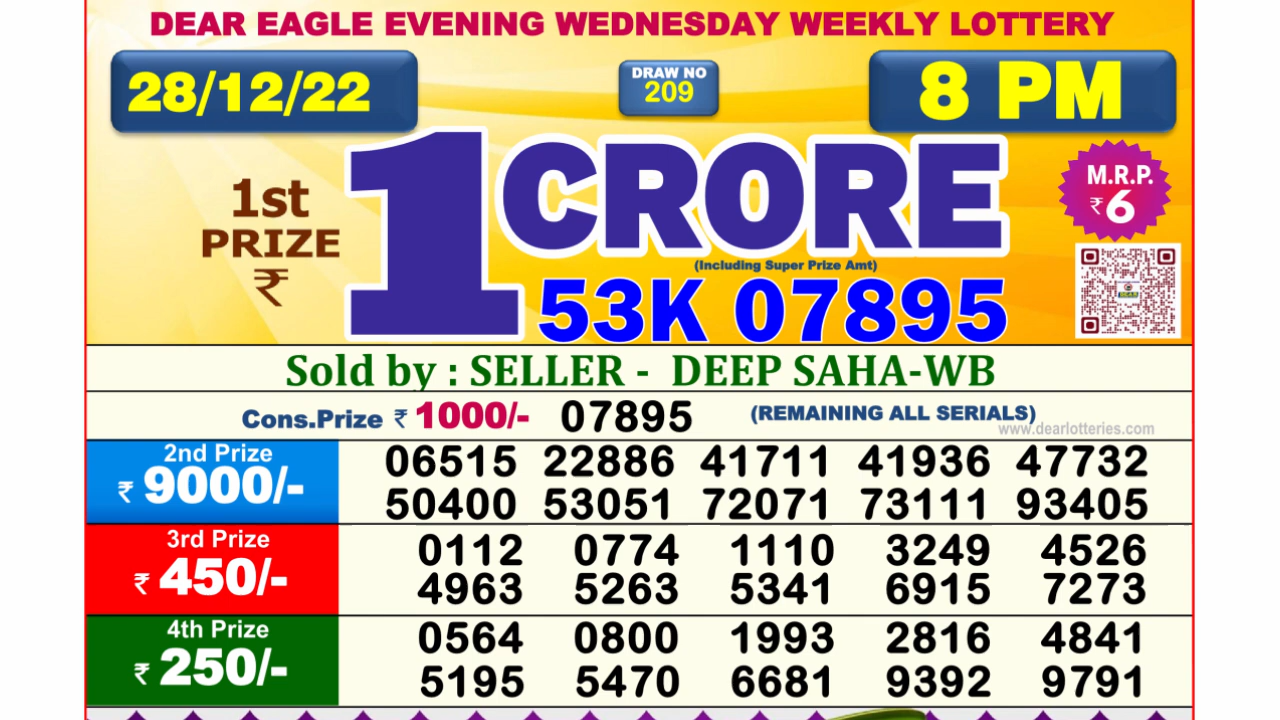 DEAR EAGLE EVENING WEDNESDAY WEEKLY LOTTERY
28/12/22
DRAW NO
209
8 PM
1st
PRIZE
₹
1 CRORE
(Including Super Prize Amt)
M.R.P.
₹ 6
53K 07895
Sold by : SELLER - DEEP SAHA-WB
Cons.Prize ₹ 1000/- 07895 (REMAINING ALL SERIALS)
www.dearlotteries.com
2nd Prize
₹ 9000/-
06515 22886 41711 41936 47732
50400 53051 72071 73111 93405
3rd Prize
₹ 450/-
0112 0774 1110 3249 4526
4963 5263 5341 6915 7273
4th Prize
₹ 250/-
0564 0800 1993 2816 4841
5195 5470 6681 9392 9791